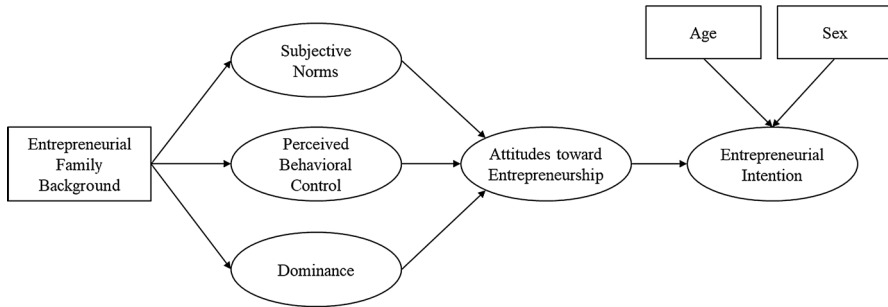 Age
Sex
Subjective
Norms
Entrepreneurial
Family
Background
Perceived
Behavioral
Control
Attitudes toward
Entrepreneurship
Entrepreneurial
Intention
Dominance